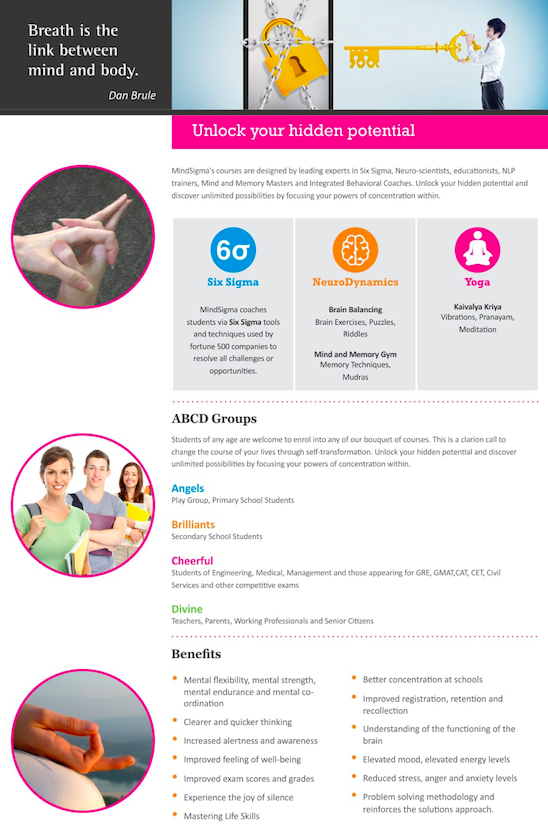 Breath is the
link between
mind and body.
Dan Brule
Unlock your hidden potential
MindSigma's courses are designed by leading experts in Six Sigma, Neuro-scientists, educationists, NLP
trainers, Mind and Memory Masters and Integrated Behavioral Coaches. Unlock your hidden potential and
discover unlimited possibilities by focusing your powers of concentration within.
6σ
Six Sigma
MindSigma coaches
students via Six Sigma tools
and techniques used by
fortune 500 companies to
resolve all challenges or
opportunities.
NeuroDynamics
Brain Balancing
Brain Exercises, Puzzles,
Riddles
Mind and Memory Gym
Memory Techniques,
Mudras
Yoga
Kaivalya Kriya
Vibrations, Pranayam,
Meditation
ABCD Groups
Students of any age are welcome to enrol into any of our bouquet of courses. This is a clarion call to
change the course of your lives through self-transformation. Unlock your hidden potential and discover
unlimited possibilities by focusing your powers of concentration within.
Angels
Play Group, Primary School Students
Brilliants
Secondary School Students
Cheerful
Students of Engineering, Medical, Management and those appearing for GRE, GMAT,CAT, CET, Civil
Services and other competitive exams
Divine
Teachers, Parents, Working Professionals and Senior Citizens
Benefits
• Mental flexibility, mental strength,
mental endurance and mental co-
ordination
• Clearer and quicker thinking
• Increased alertness and awareness
• Improved feeling of well-being
• Improved exam scores and grades
• Experience the joy of silence
• Mastering Life Skills
• Better concentration at schools
• Improved registration, retention and
recollection
• Understanding of the functioning of the
brain
• Elevated mood, elevated energy levels
• Reduced stress, anger and anxiety levels
• Problem solving methodology and
reinforces the solutions approach.